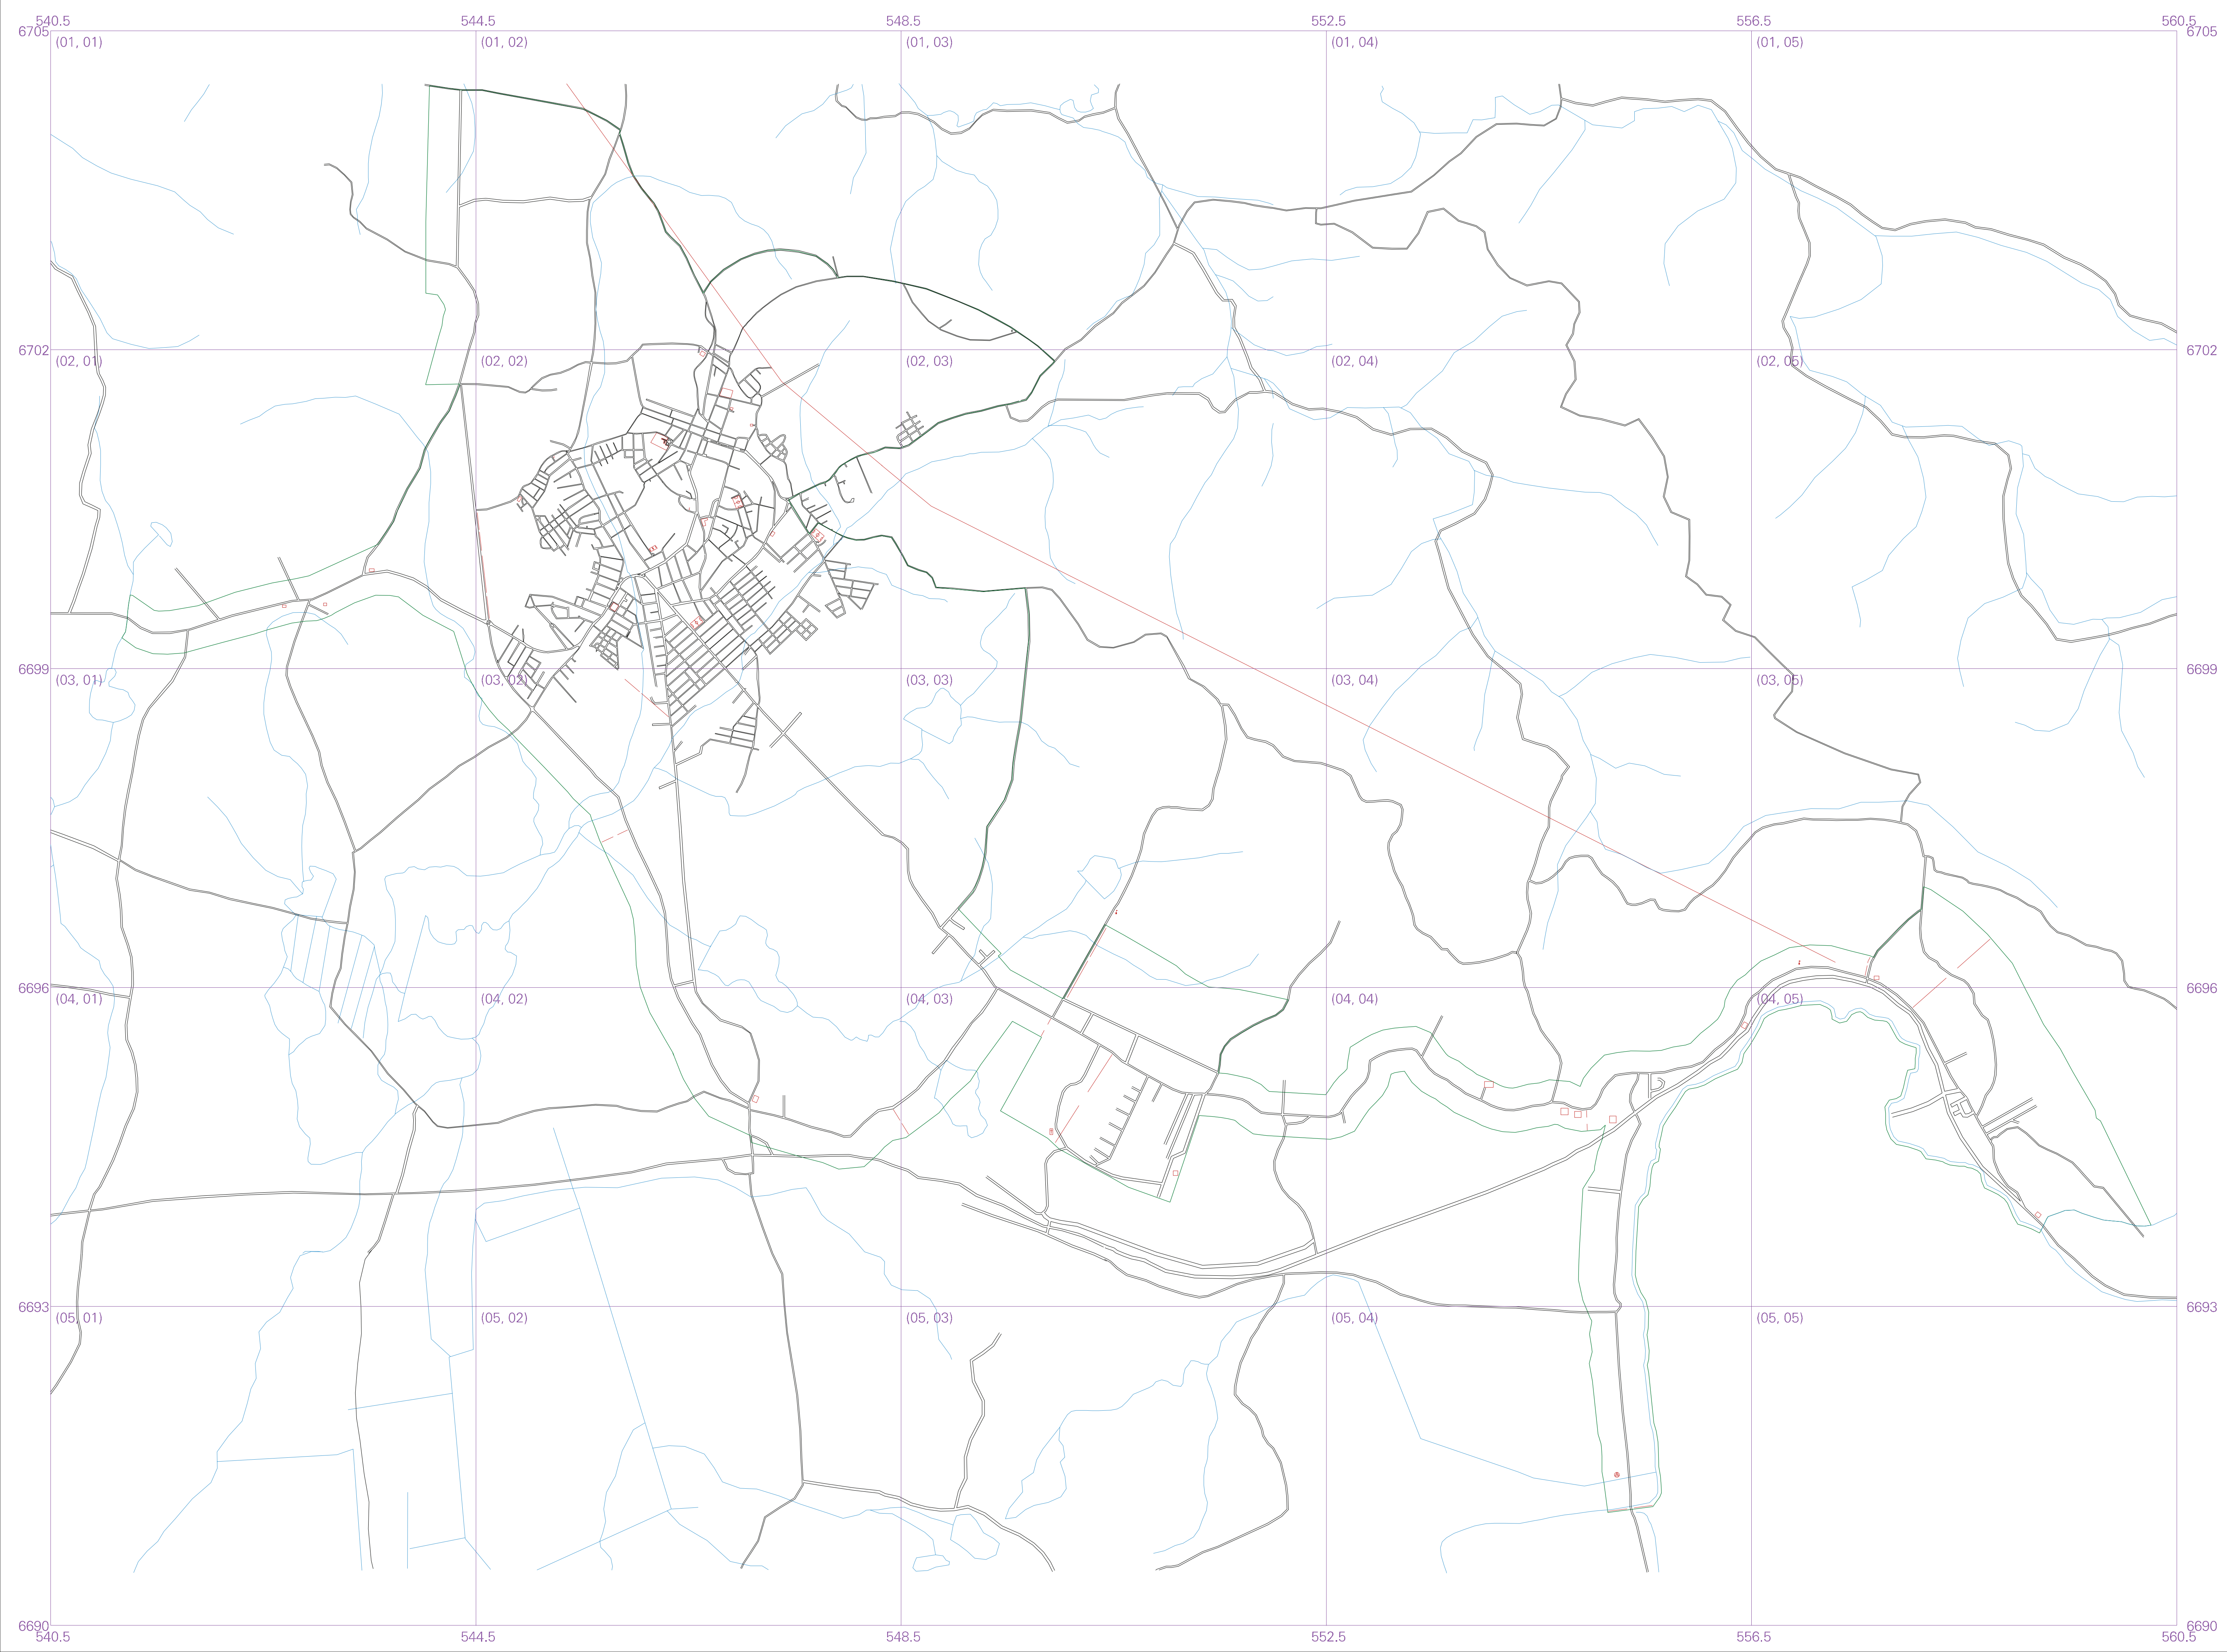 540.5 544.5 548.5 552.5 556.5 560.5
6705 6705
(01, 01) (01, 02) (01, 03) (01, 04) (01, 05)
6702 6702
(02, 01) (02, 02) (02, 03) (02, 04) (02, 05)
6699 6699
(03, 01) (03, 02) (03, 03) (03, 04) (03, 05)
6696 6696
(04, 01) (04, 02) (04, 03) (04, 04) (04, 05)
6693 6693
(05, 01) (05, 02) (05, 03) (05, 04) (05, 05)
6690 6690
540.5 544.5 548.5 552.5 556.5 560.5